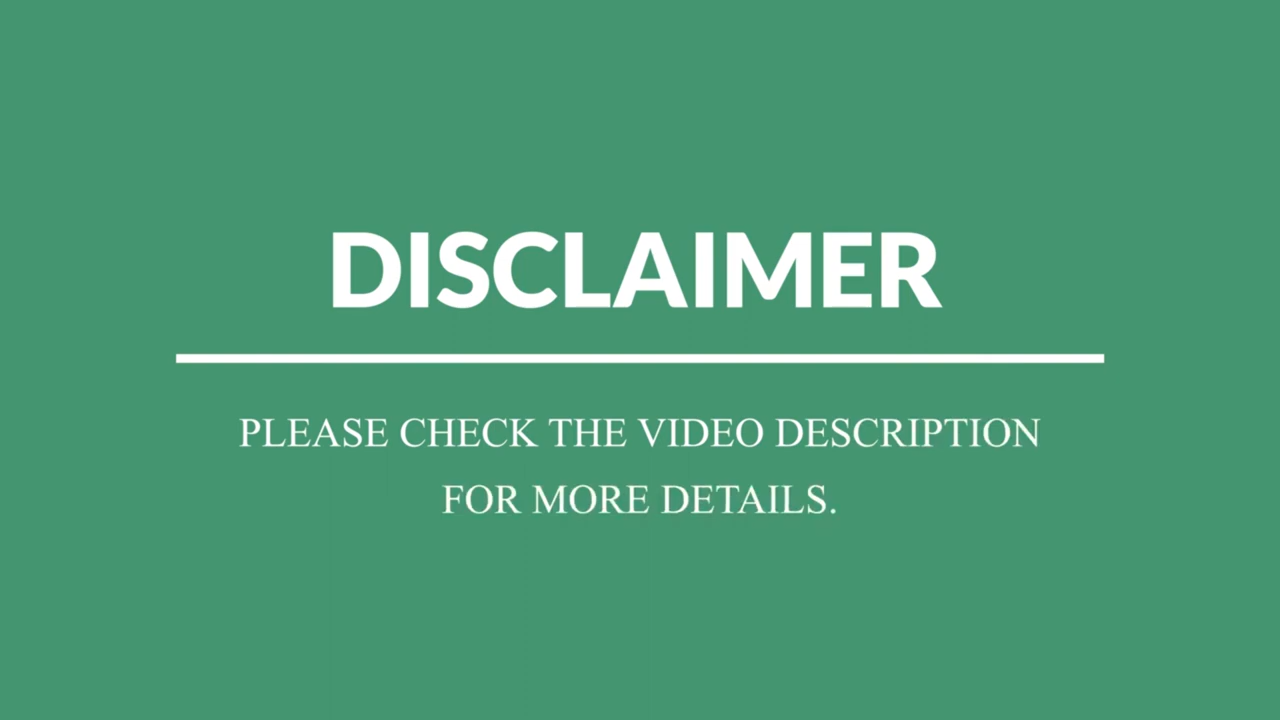 DISCLAIMER
PLEASE CHECK THE VIDEO DESCRIPTION
FOR MORE DETAILS.